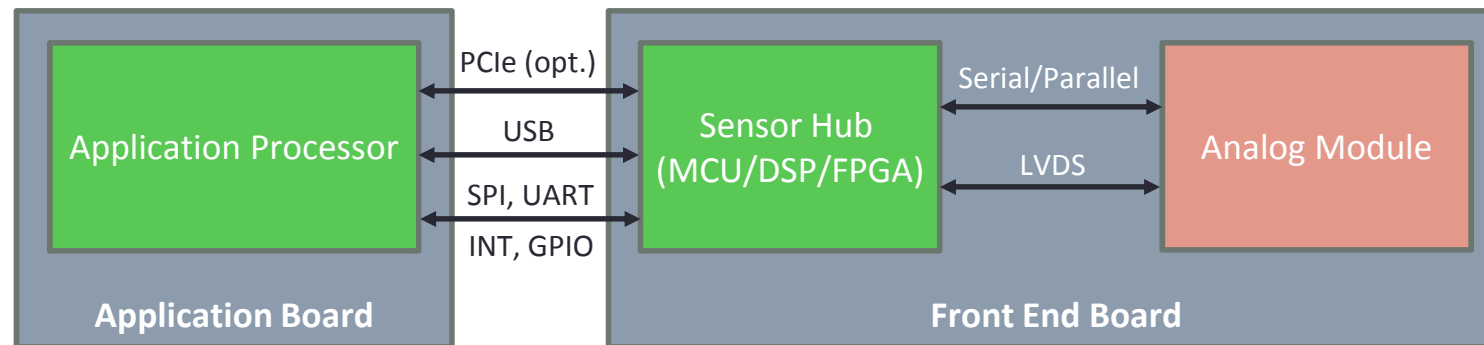 Application Processor
PCIe (opt.)
USB
SPI, UART
INT, GPIO
Sensor Hub
(MCU/DSP/FPGA)
Serial/Parallel
LVDS
Analog Module
Application Board
Front End Board